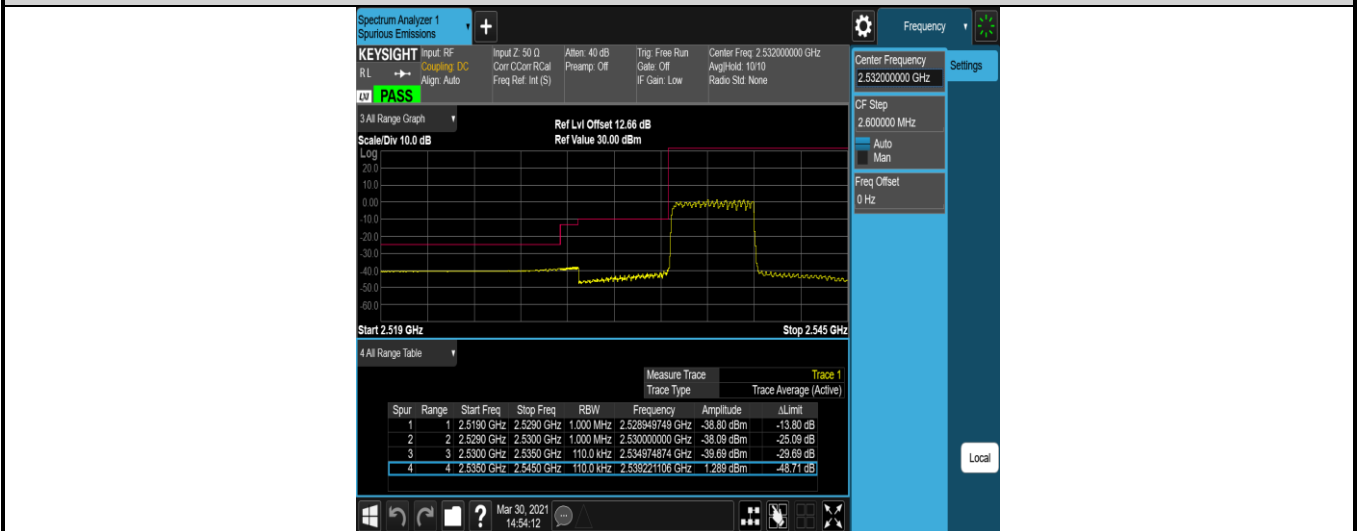 Spectrum Analyzer 1
Spurious Emissions
+
Frequency
KEYSIGHT Input: RF Input Z: 50 Ω Atten: 40 dB Trig: Free Run Center Freq: 2.532000000 GHz
Coupling: DC Corr CCorr RCal Preamp: Off Gate: Off Avg|Hold: 10/10
RL Align: Auto Freq Ref: Int (S) IF Gain: Low Radio Std: None
LXI PASS
Center Frequency
2.532000000 GHz
Settings
CF Step
2.600000 MHz
Auto
Man
Freq Offset
0 Hz
3 All Range Graph
Ref Lvl Offset 12.66 dB
Scale/Div 10.0 dB Ref Value 30.00 dBm
Log
20.0
10.0
0.00
-10.0
-20.0
-30.0
-40.0
-50.0
-60.0
Start 2.519 GHz Stop 2.545 GHz
4 All Range Table
Measure Trace Trace 1
Trace Type Trace Average (Active)
Spur Range Start Freq Stop Freq RBW Frequency Amplitude ΔLimit
1 1 2.5190 GHz 2.5290 GHz 1.000 MHz 2.528949749 GHz -38.80 dBm -13.80 dB
2 2 2.5290 GHz 2.5300 GHz 1.000 MHz 2.530000000 GHz -38.09 dBm -25.09 dB
3 3 2.5300 GHz 2.5350 GHz 110.0 kHz 2.534974874 GHz -39.69 dBm -29.69 dB
4 4 2.5350 GHz 2.5450 GHz 110.0 kHz 2.539221106 GHz 1.289 dBm -48.71 dB
Local
? Mar 30, 2021
14:54:12